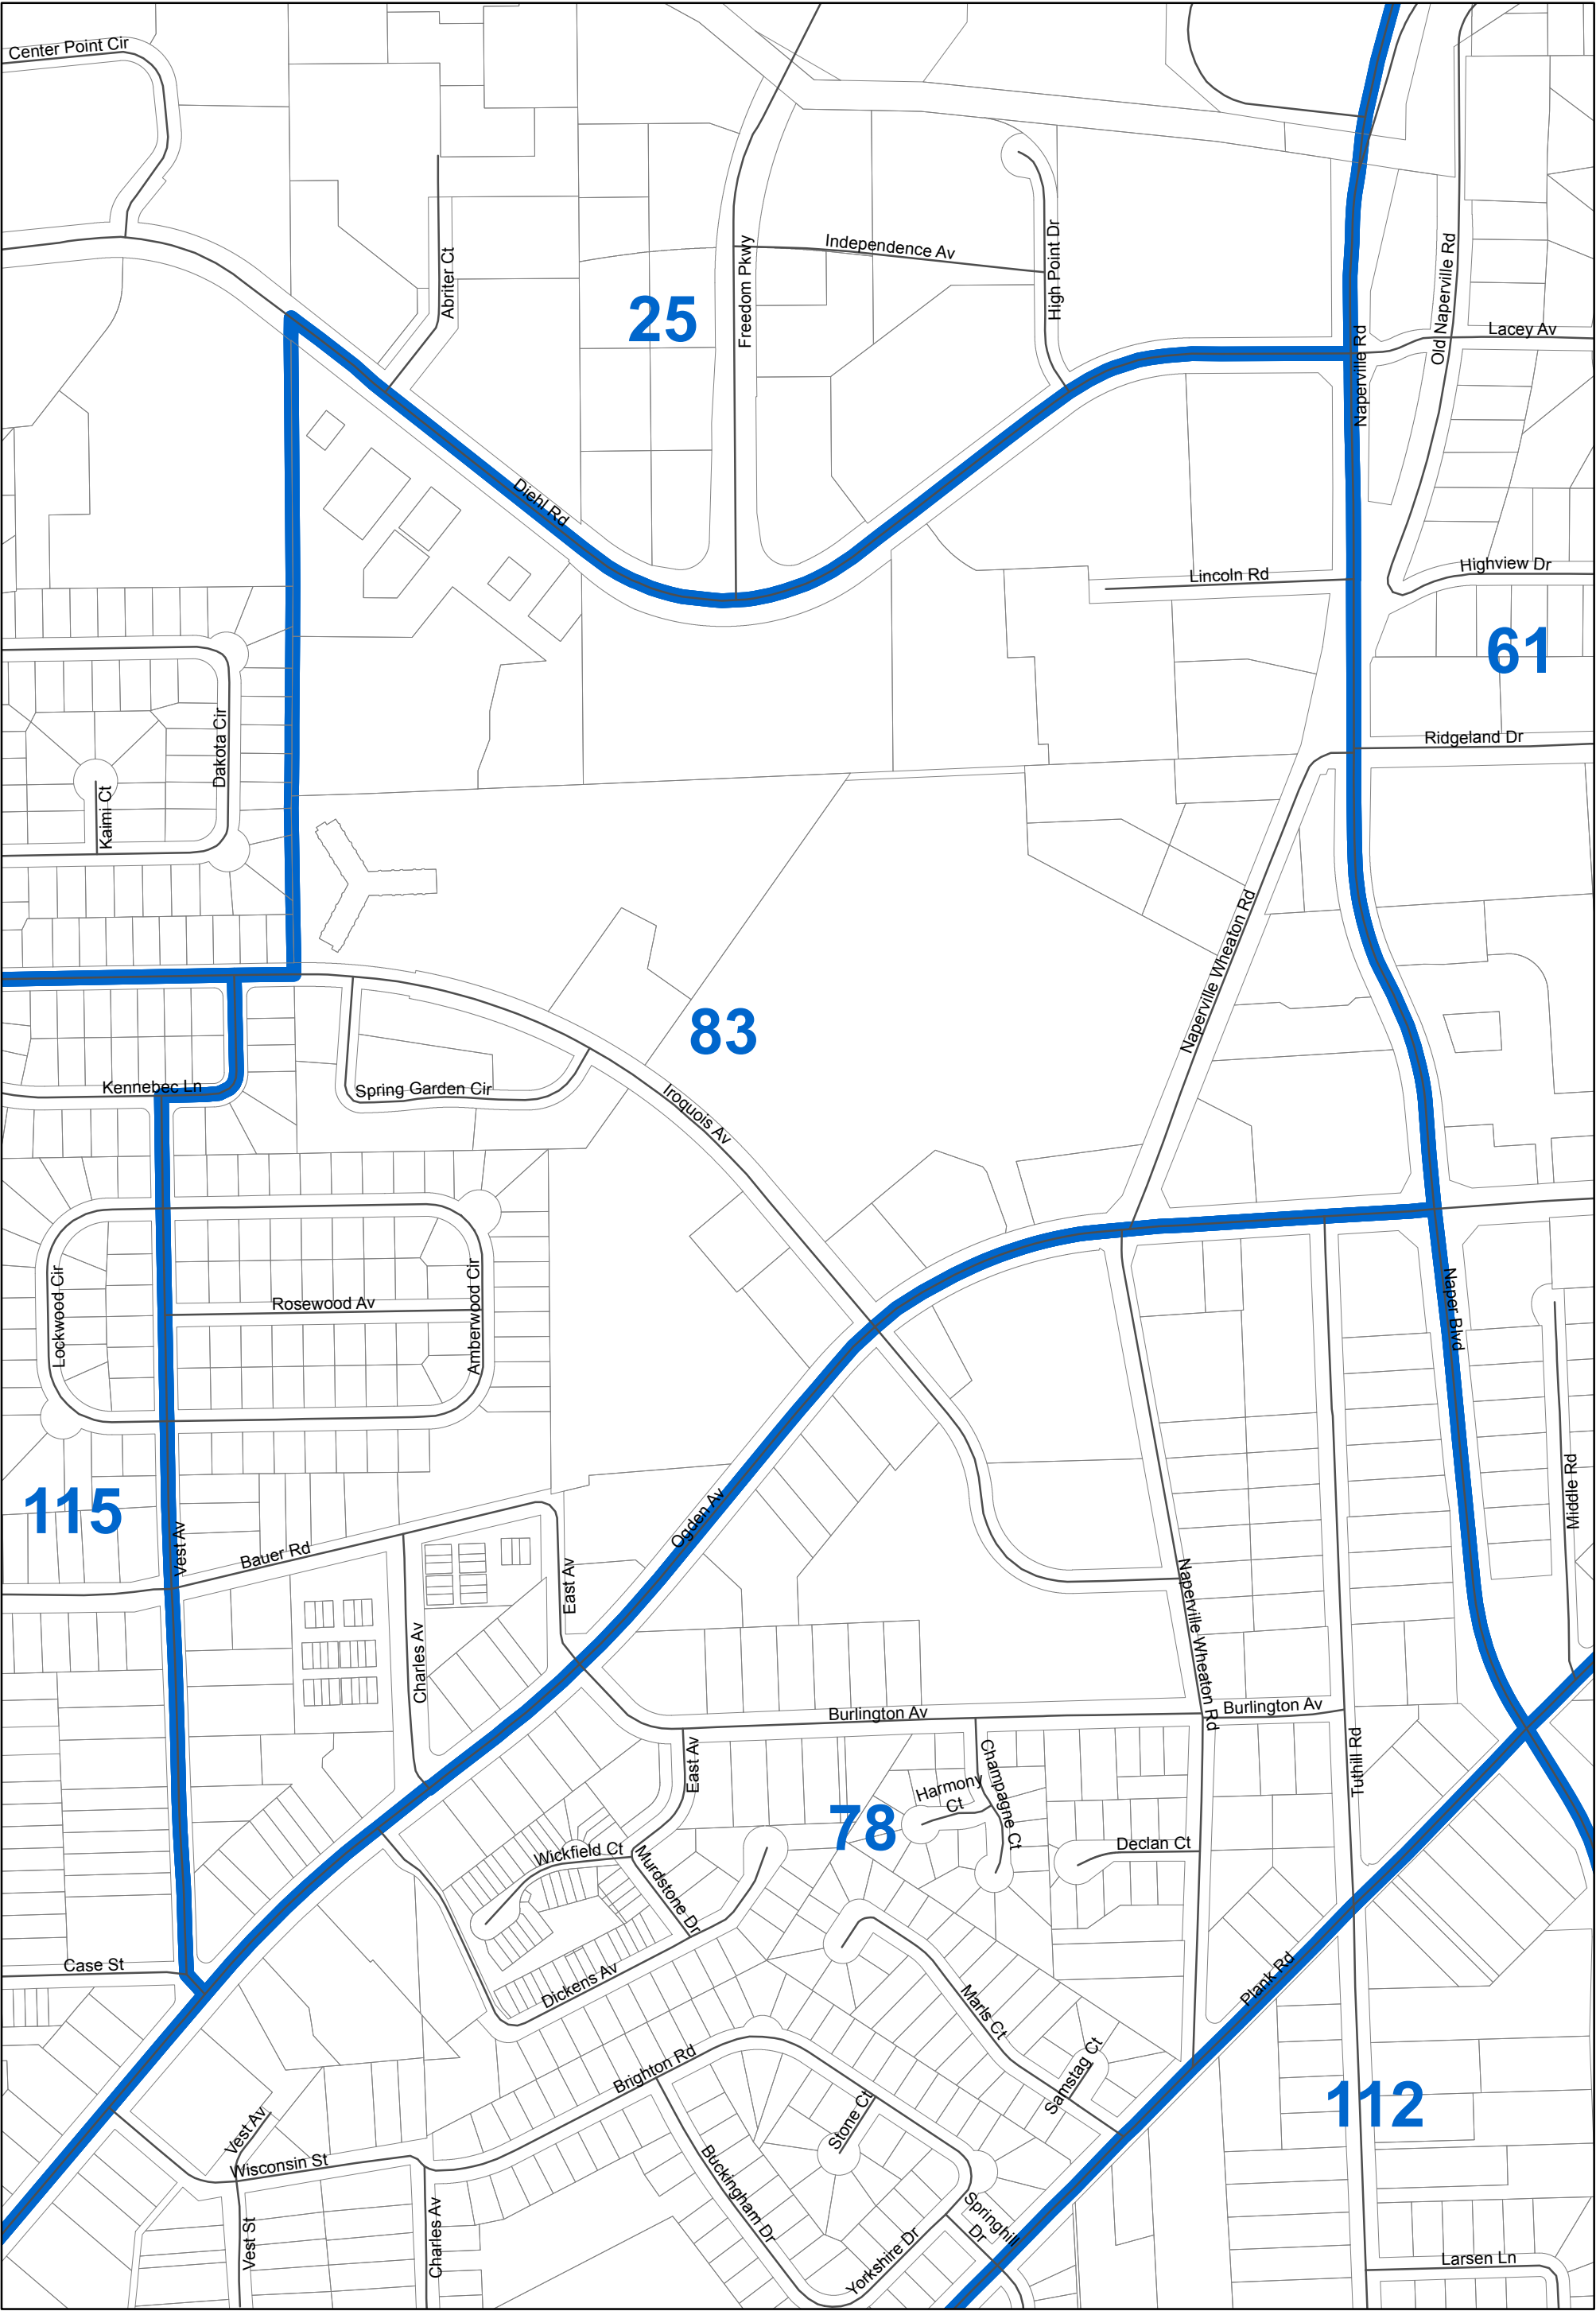 Center Point Cir
Abriter Ct
25
Freedom Pkwy
Independence Av
High Point Dr
Naperville Rd
Old Naperville Rd
Lacey Av
Diehl Rd
Lincoln Rd
Highview Dr
61
Ridgeland Dr
Dakota Cir
Kaimi Ct
Naperville Wheaton Rd
83
Kennebec Ln
Spring Garden Cir
Iroquois Av
Lockwood Cir
Rosewood Av
Amberwood Cir
Naper Blvd
Middle Rd
115
Vest Av
Bauer Rd
Ogden Av
East Av
Charles Av
Naperville Wheaton Rd
Burlington Av
Burlington Av
Tuthill Rd
East Av
Champagne Ct
Harmony
Ct
78
Declan Ct
Wickfield Ct
Murdstone Dr
Case St
Dickens Av
Plank Rd
Maris Ct
Brighton Rd
Samstag Ct
112
Stone Ct
Vest Av
Wisconsin St
Buckingham Dr
Springhill
Dr
Vest St
Charles Av
Yorkshire Dr
Larsen Ln